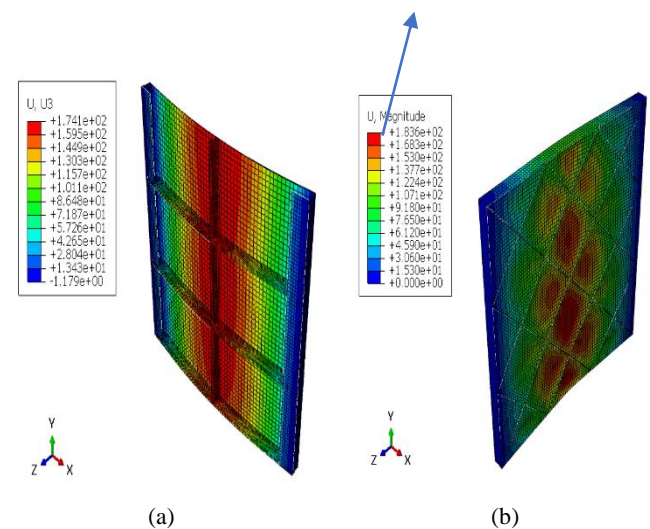 U, U3
+1.741e+02
+1.595e+02
+1.449e+02
+1.303e+02
+1.157e+02
+1.011e+02
+8.648e+01
+7.187e+01
+5.726e+01
+4.265e+01
+2.804e+01
+1.343e+01
-1.179e+00
Y
Z
X
(a)
U, Magnitude
+1.836e+02
+1.683e+02
+1.530e+02
+1.377e+02
+1.224e+02
+1.071e+02
+9.180e+01
+7.650e+01
+6.120e+01
+4.590e+01
+3.060e+01
+1.530e+01
+0.000e+00
Y
Z
X
(b)